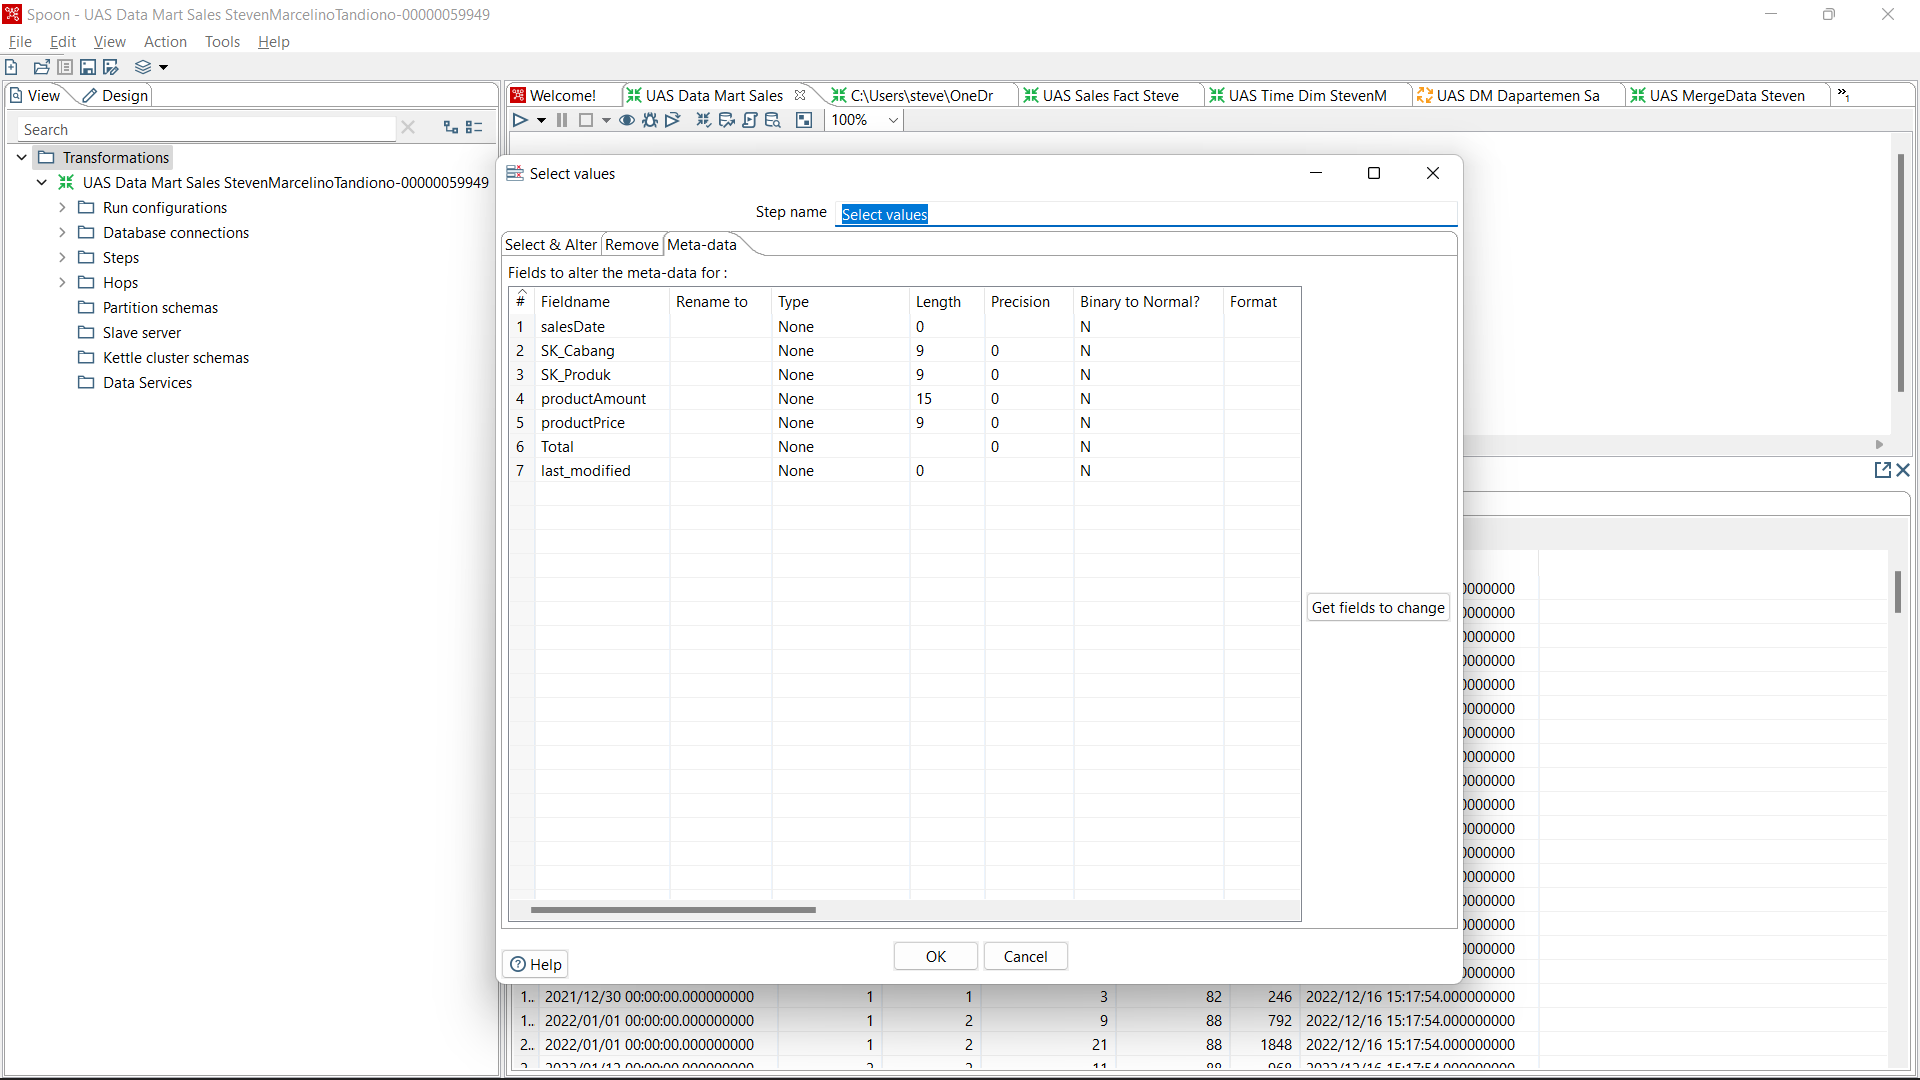 Spoon - UAS Data Mart Sales StevenMarcelinoTandiono-00000059949
File Edit View Action Tools Help
View Design
Welcome! UAS Data Mart Sales C:\Users\steve\OneDr UAS Sales Fact Steve UAS Time Dim StevenM UAS DM Dapartemen Sa UAS MergeData Steven »1
Search
100%
Transformations
UAS Data Mart Sales StevenMarcelinoTandiono-00000059949
Run configurations
Database connections
Steps
Hops
Partition schemas
Slave server
Kettle cluster schemas
Data Services
Select values
Step name Select values
Select & Alter Remove Meta-data
Fields to alter the meta-data for :
# Fieldname Rename to Type Length Precision Binary to Normal? Format
1 salesDate None 0 N
2 SK_Cabang None 9 0 N
3 SK_Produk None 9 0 N
4 productAmount None 15 0 N
5 productPrice None 9 0 N
6 Total None 0 N
7 last_modified None 0 N
Get fields to change
OK Cancel
Help
1.. 2021/12/30 00:00:00.000000000 1 1 3 82 246 2022/12/16 15:17:54.000000000
1.. 2022/01/01 00:00:00.000000000 1 2 9 88 792 2022/12/16 15:17:54.000000000
2.. 2022/01/01 00:00:00.000000000 1 2 21 88 1848 2022/12/16 15:17:54.000000000